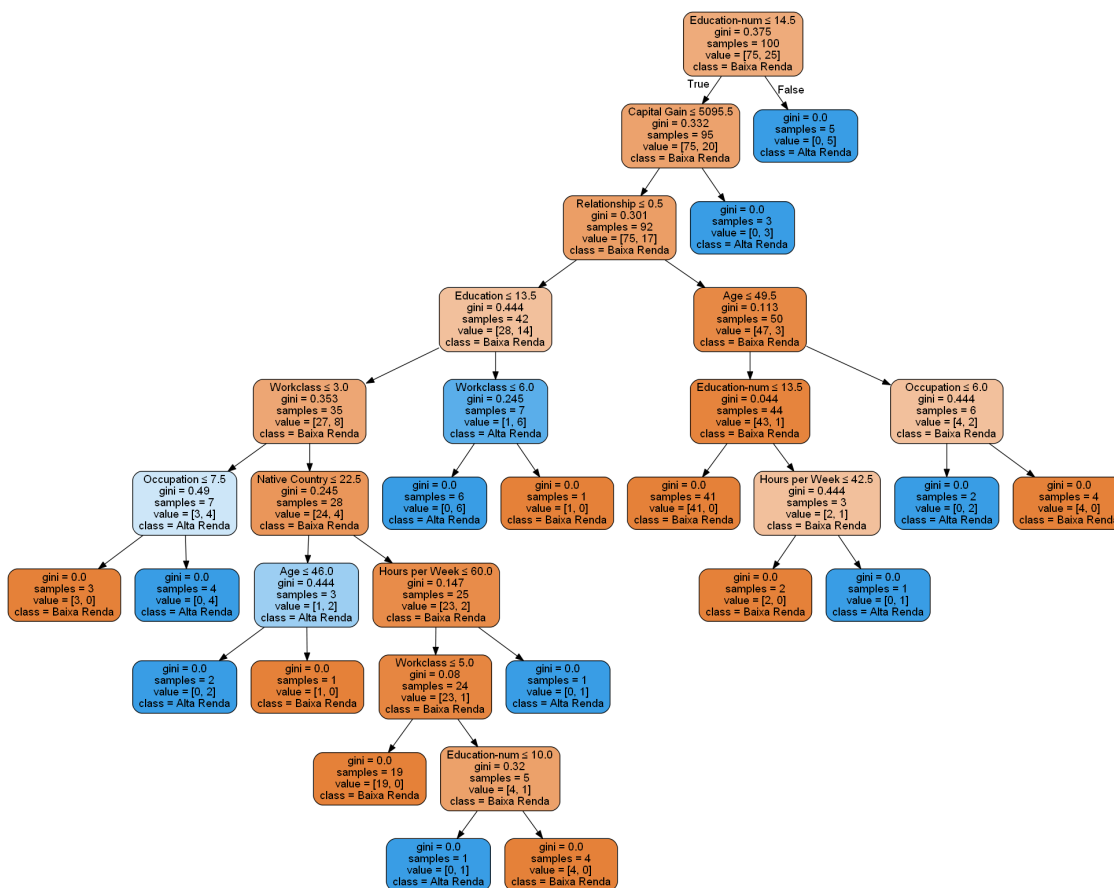 Education-num ≤ 14.5
gini = 0.375
samples = 100
value = [75, 25]
class = Baixa Renda
True
False
Capital Gain ≤ 5095.5
gini = 0.332
samples = 95
value = [75, 20]
class = Baixa Renda
gini = 0.0
samples = 5
value = [0, 5]
class = Alta Renda
Relationship ≤ 0.5
gini = 0.301
samples = 92
value = [75, 17]
class = Baixa Renda
gini = 0.0
samples = 3
value = [0, 3]
class = Alta Renda
Education ≤ 13.5
gini = 0.444
samples = 42
value = [28, 14]
class = Baixa Renda
Age ≤ 49.5
gini = 0.113
samples = 50
value = [47, 3]
class = Baixa Renda
Workclass ≤ 3.0
gini = 0.353
samples = 35
value = [27, 8]
class = Baixa Renda
Workclass ≤ 6.0
gini = 0.245
samples = 7
value = [1, 6]
class = Alta Renda
Education-num ≤ 13.5
gini = 0.044
samples = 44
value = [43, 1]
class = Baixa Renda
Occupation ≤ 6.0
gini = 0.444
samples = 6
value = [4, 2]
class = Baixa Renda
Occupation ≤ 7.5
gini = 0.49
samples = 7
value = [3, 4]
class = Alta Renda
Native Country ≤ 22.5
gini = 0.245
samples = 28
value = [24, 4]
class = Baixa Renda
gini = 0.0
samples = 6
value = [0, 6]
class = Alta Renda
gini = 0.0
samples = 1
value = [1, 0]
class = Baixa Renda
gini = 0.0
samples = 41
value = [41, 0]
class = Baixa Renda
Hours per Week ≤ 42.5
gini = 0.444
samples = 3
value = [2, 1]
class = Baixa Renda
gini = 0.0
samples = 2
value = [0, 2]
class = Alta Renda
gini = 0.0
samples = 4
value = [4, 0]
class = Baixa Renda
gini = 0.0
samples = 3
value = [3, 0]
class = Baixa Renda
gini = 0.0
samples = 4
value = [0, 4]
class = Alta Renda
Age ≤ 46.0
gini = 0.444
samples = 3
value = [1, 2]
class = Alta Renda
Hours per Week ≤ 60.0
gini = 0.147
samples = 25
value = [23, 2]
class = Baixa Renda
gini = 0.0
samples = 2
value = [2, 0]
class = Baixa Renda
gini = 0.0
samples = 1
value = [0, 1]
class = Alta Renda
gini = 0.0
samples = 2
value = [0, 2]
class = Alta Renda
gini = 0.0
samples = 1
value = [1, 0]
class = Baixa Renda
Workclass ≤ 5.0
gini = 0.08
samples = 24
value = [23, 1]
class = Baixa Renda
gini = 0.0
samples = 1
value = [0, 1]
class = Alta Renda
gini = 0.0
samples = 19
value = [19, 0]
class = Baixa Renda
Education-num ≤ 10.0
gini = 0.32
samples = 5
value = [4, 1]
class = Baixa Renda
gini = 0.0
samples = 1
value = [0, 1]
class = Alta Renda
gini = 0.0
samples = 4
value = [4, 0]
class = Baixa Renda